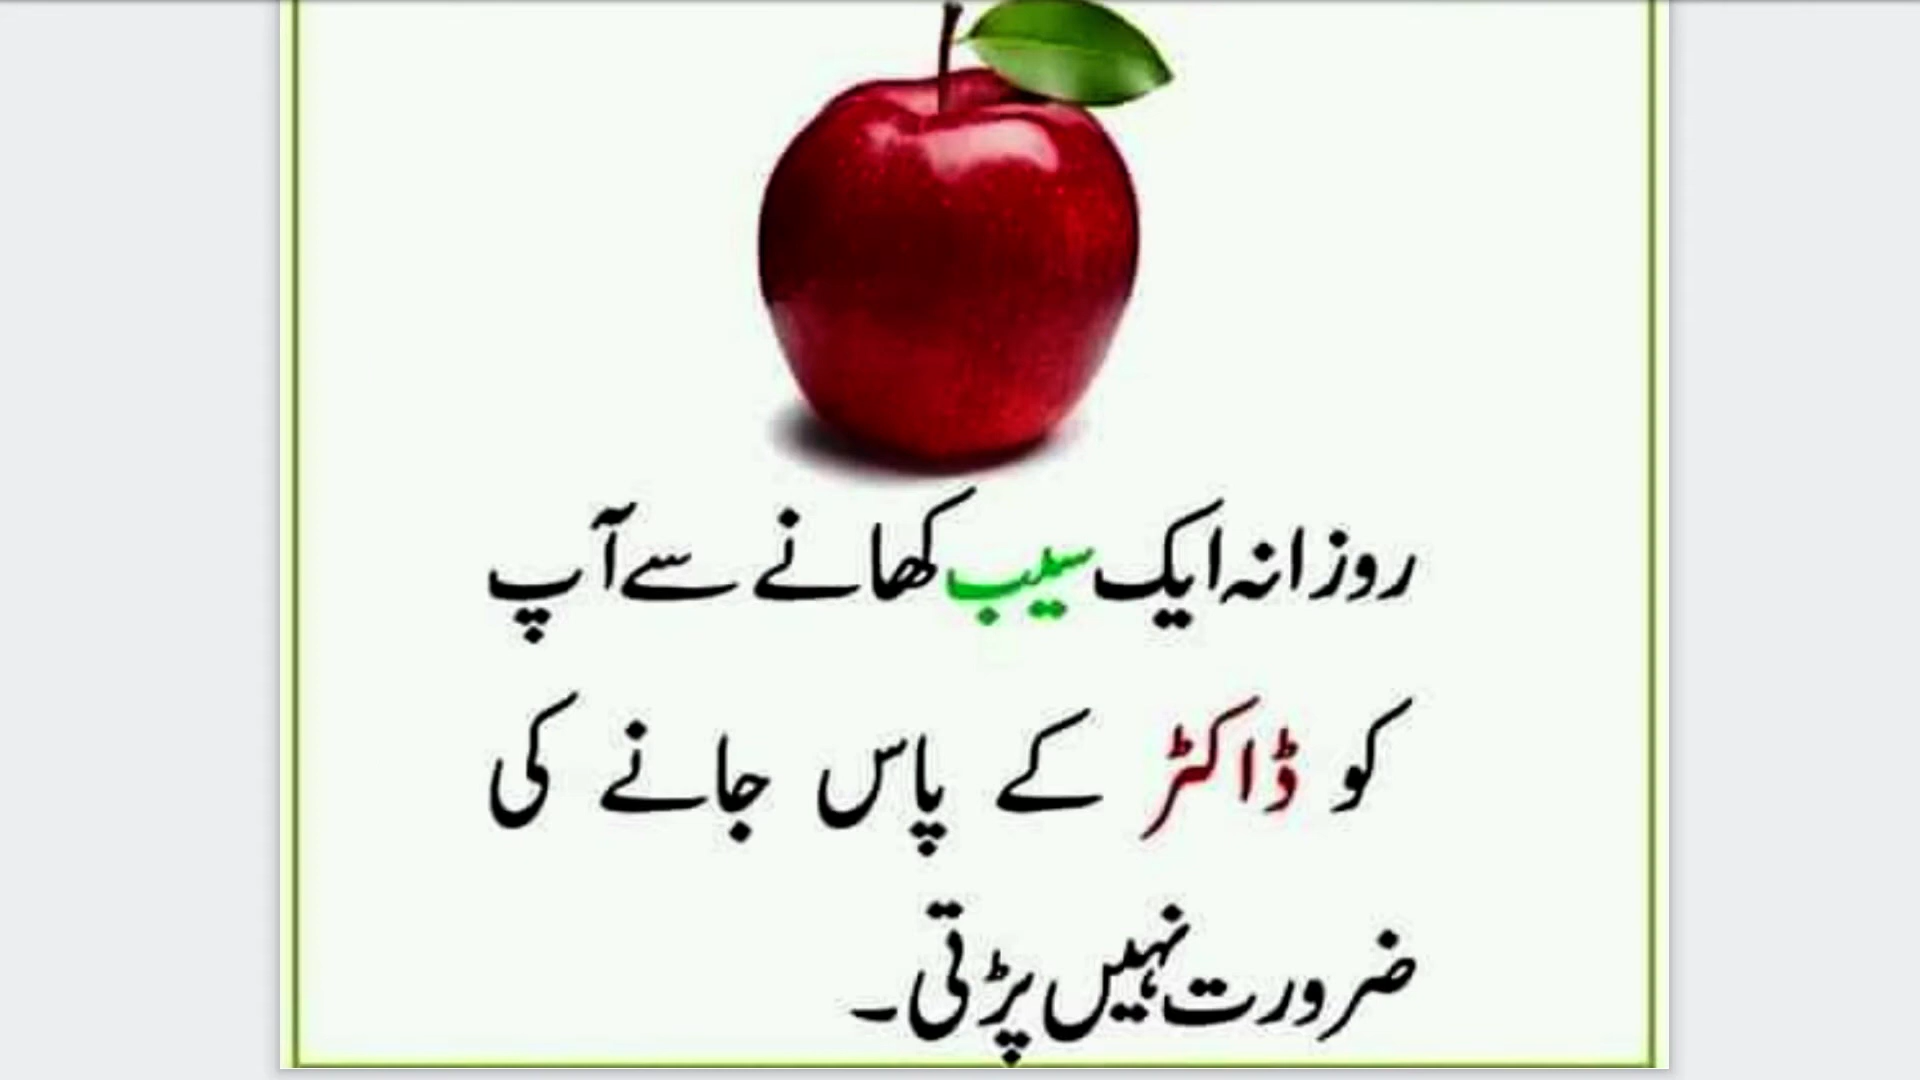 روزانہ ایک سیب کھانے سے آپ
کو ڈاکٹر کے پاس جانے کی
ضرورت نہیں پڑتی۔